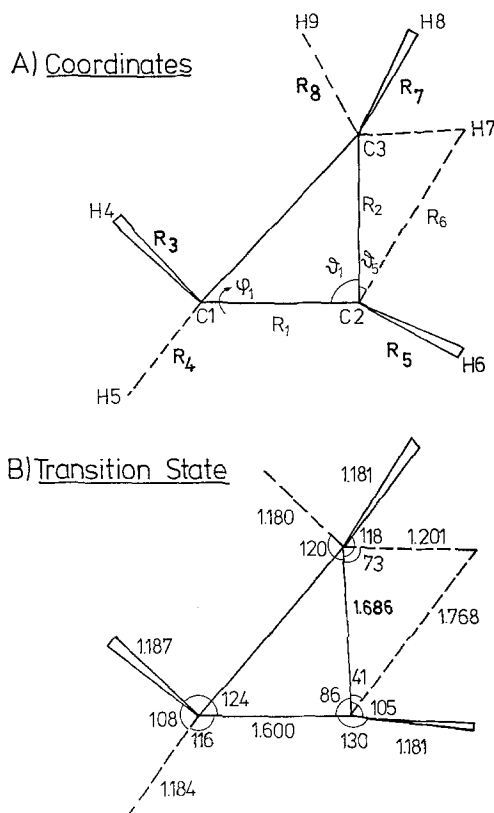 A) Coordinates
H9
H8
R8
R7
H7
C3
R2
R6
H4
R3
φ1
ϑ1
ϑ5
C1
R1
C2
R4
R5
H5
H6
B) Transition State
1.181
1.180
118
1.201
120
73
1.686
1.768
1.187
41
124
86
105
108
116
1.600
130
1.181
1.184